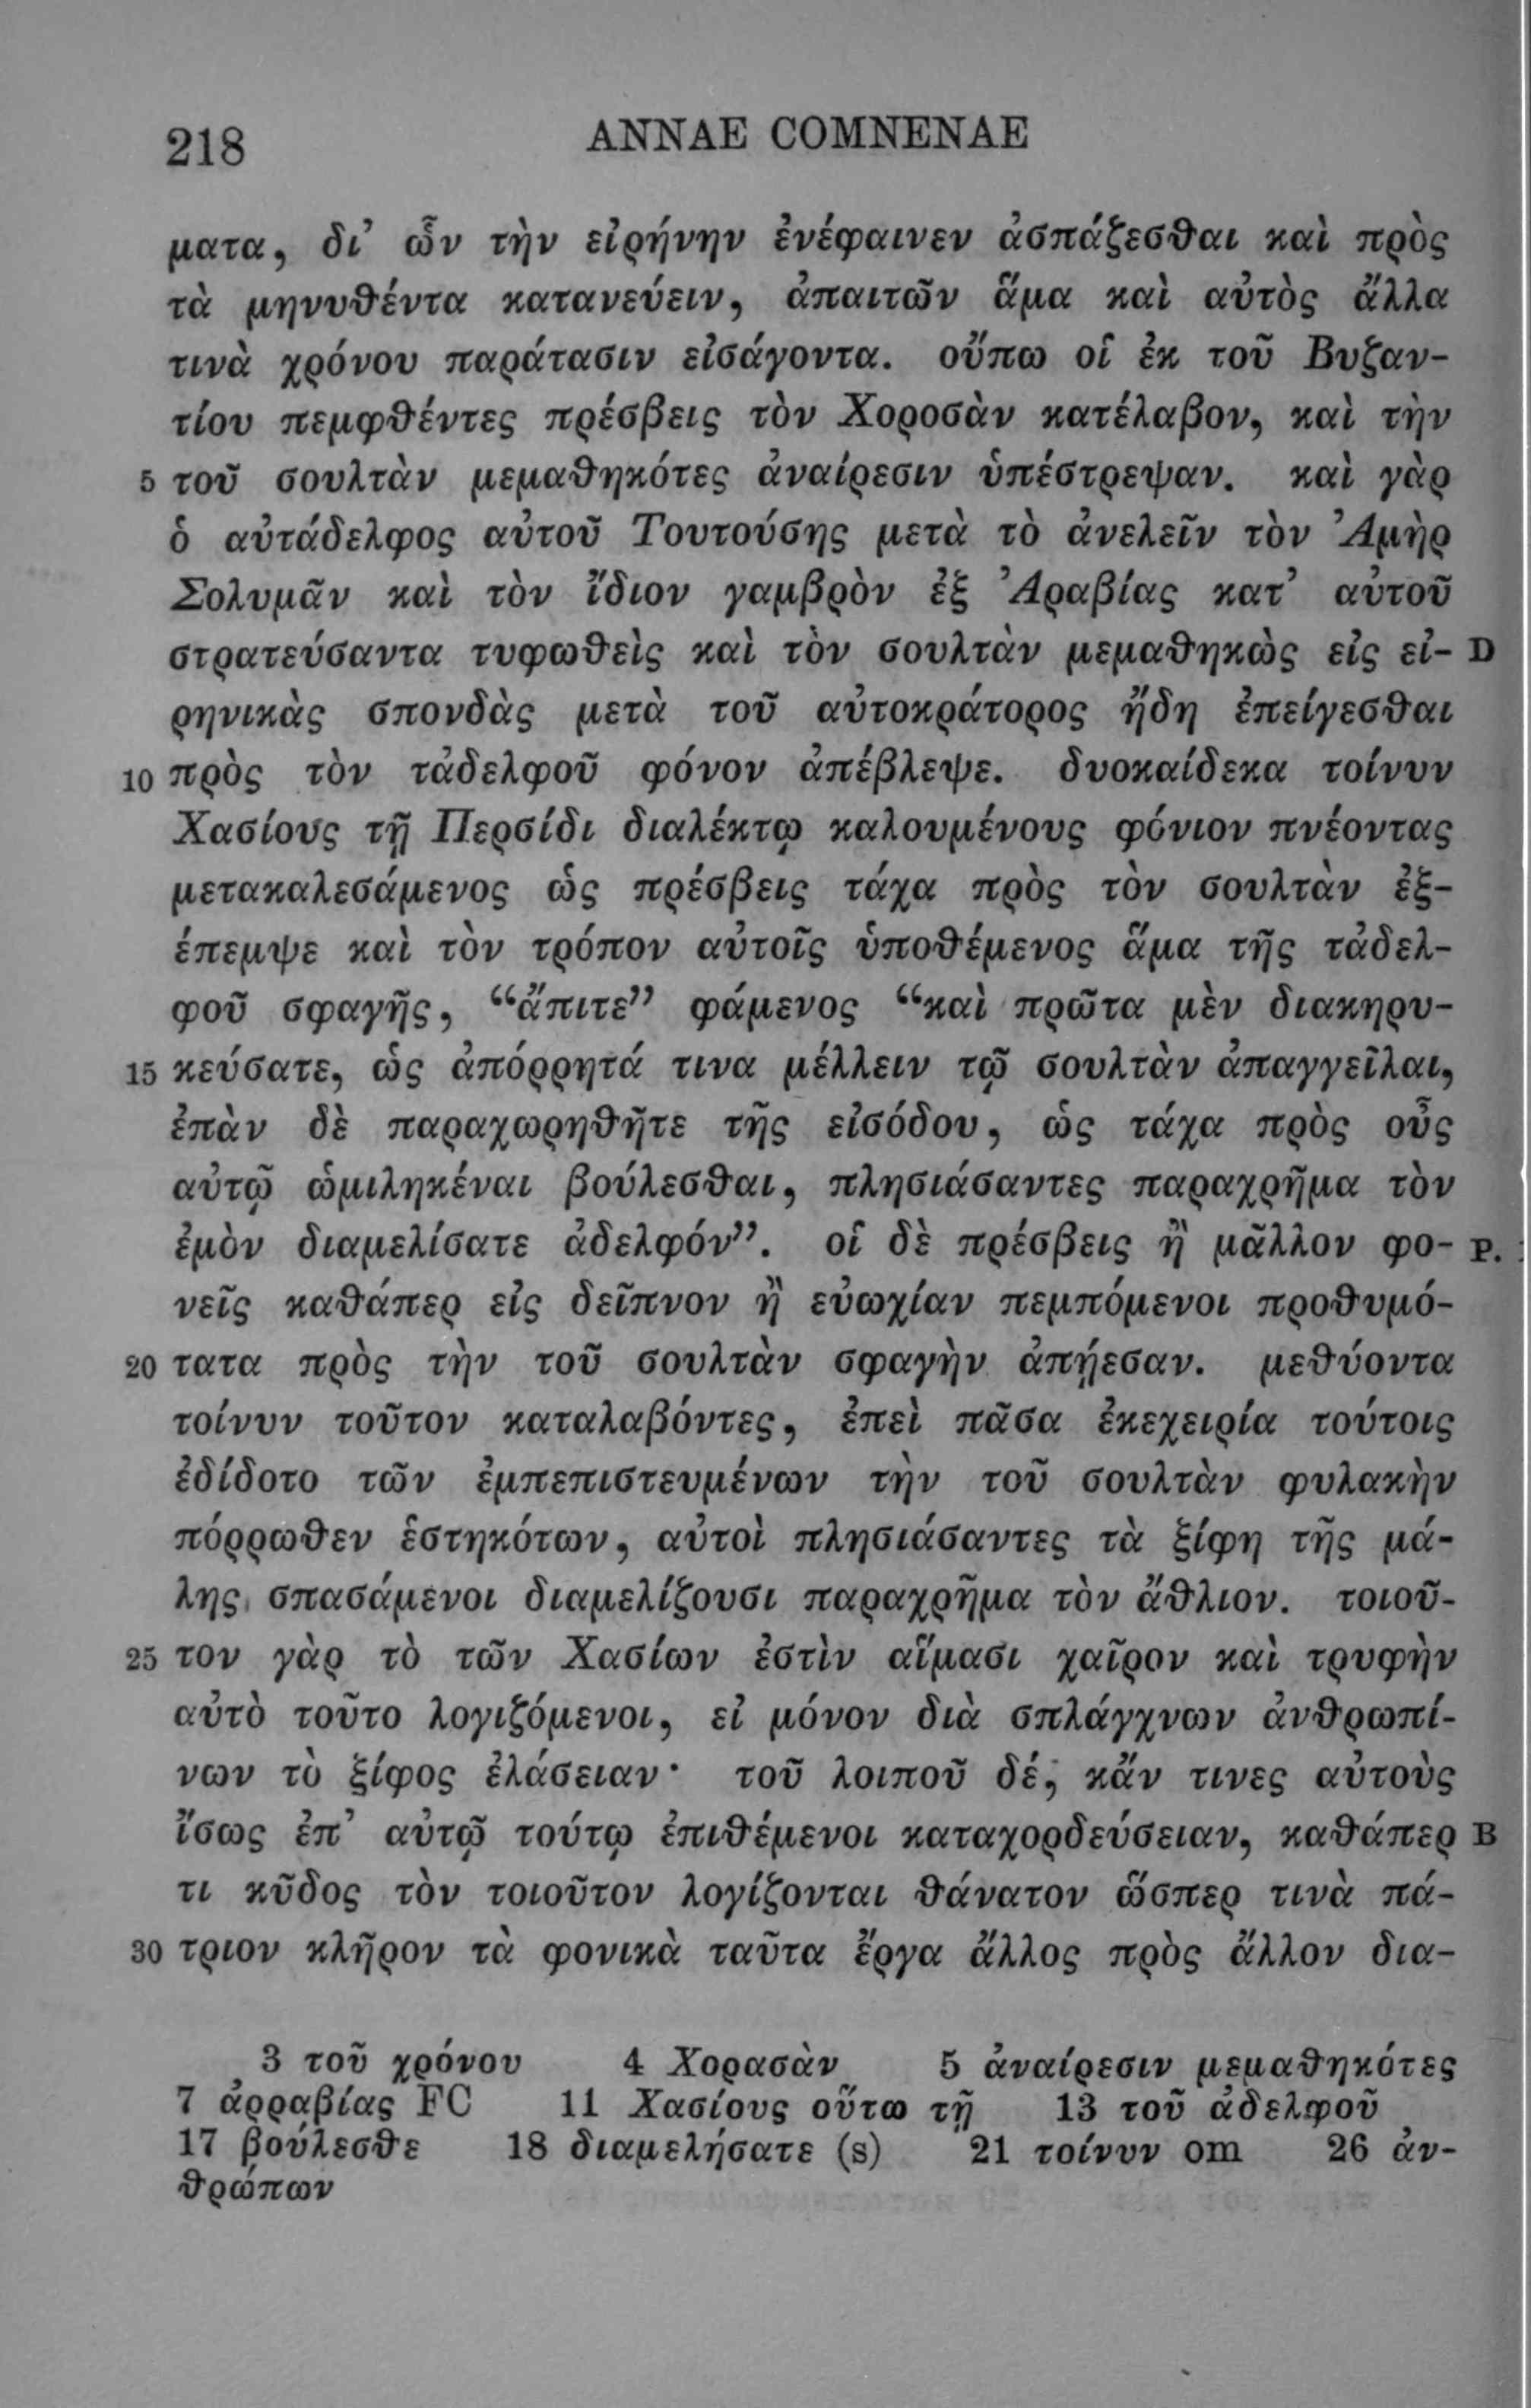 218 ANNAE COMNENAE
ματα, δι’ ὧν τὴν εἰρήνην ἐνέφαινεν ἀσπάζεσθαι καὶ πρὸς
τὰ μηνυθέντα κατανεύειν, ἀπαιτῶν ἅμα καὶ αὐτὸς ἄλλα
τινὰ χρόνου παράτασιν εἰσάγοντα. οὔπω οἱ ἐκ τοῦ Βυζαν-
τίου πεμφθέντες πρέσβεις τὸν Χοροσὰν κατέλαβον, καὶ τὴν
5 τοῦ σουλτὰν μεμαθηκότες ἀναίρεσιν ὑπέστρεψαν. καὶ γὰρ
ὁ αὐτάδελφος αὐτοῦ Τουτούσης μετὰ τὸ ἀνελεῖν τὸν Ἀμὴρ
Σολυμᾶν καὶ τὸν ἴδιον γαμβρὸν ἐξ Ἀραβίας κατ’ αὐτοῦ
στρατεύσαντα τυφωθεὶς καὶ τὸν σουλτὰν μεμαθηκὼς εἰς εἰ- D
ρηνικὰς σπονδὰς μετὰ τοῦ αὐτοκράτορος ἤδη ἐπείγεσθαι
10 πρὸς τὸν τἀδελφοῦ φόνον ἀπέβλεψε. δυοκαίδεκα τοίνυν
Χασίους τῇ Περσίδι διαλέκτῳ καλουμένους φόνιον πνέοντας
μετακαλεσάμενος ὡς πρέσβεις τάχα πρὸς τὸν σουλτὰν ἐξ-
έπεμψε καὶ τὸν τρόπον αὐτοῖς ὑποθέμενος ἅμα τῆς τἀδελ-
φοῦ σφαγῆς, “ἄπιτε” φάμενος “καὶ πρῶτα μὲν διακηρυ-
15 κεύσατε, ὡς ἀπόρρητά τινα μέλλειν τῷ σουλτὰν ἀπαγγεῖλαι,
ἐπὰν δὲ παραχωρηθῆτε τῆς εἰσόδου, ὡς τάχα πρὸς οὖς
αὐτῷ ὡμιληκέναι βούλεσθαι, πλησιάσαντες παραχρῆμα τὸν
ἐμὸν διαμελίσατε ἀδελφόν”. οἱ δὲ πρέσβεις ἢ μᾶλλον φο- P.
νεῖς καθάπερ εἰς δεῖπνον ἢ εὐωχίαν πεμπόμενοι προθυμό-
20 τατα πρὸς τὴν τοῦ σουλτὰν σφαγὴν ἀπῄεσαν. μεθύοντα
τοίνυν τοῦτον καταλαβόντες, ἐπεὶ πᾶσα ἐκεχειρία τούτοις
ἐδίδοτο τῶν ἐμπεπιστευμένων τὴν τοῦ σουλτὰν φυλακὴν
πόρρωθεν ἑστηκότων, αὐτοὶ πλησιάσαντες τὰ ξίφη τῆς μά-
λης σπασάμενοι διαμελίζουσι παραχρῆμα τὸν ἄθλιον. τοιοῦ-
25 τον γὰρ τὸ τῶν Χασίων ἐστὶν αἵμασι χαῖρον καὶ τρυφὴν
αὐτὸ τοῦτο λογιζόμενοι, εἰ μόνον διὰ σπλάγχνων ἀνθρωπί-
νων τὸ ξίφος ἐλάσειαν· τοῦ λοιποῦ δέ, κἄν τινες αὐτοὺς
ἴσως ἐπ’ αὐτῷ τούτῳ ἐπιθέμενοι καταχορδεύσειαν, καθάπερ B
τι κῦδος τὸν τοιοῦτον λογίζονται θάνατον ὥσπερ τινὰ πά-
30 τριον κλῆρον τὰ φονικὰ ταῦτα ἔργα ἄλλος πρὸς ἄλλον δια-
3 τοῦ χρόνου 4 Χορασὰν 5 ἀναίρεσιν μεμαθηκότες
7 ἀρραβίας FC 11 Χασίους οὕτω τῇ 13 τοῦ ἀδελφοῦ
17 βούλεσθε 18 διαμελήσατε (s) 21 τοίνυν om 26 ἀν-
θρώπων